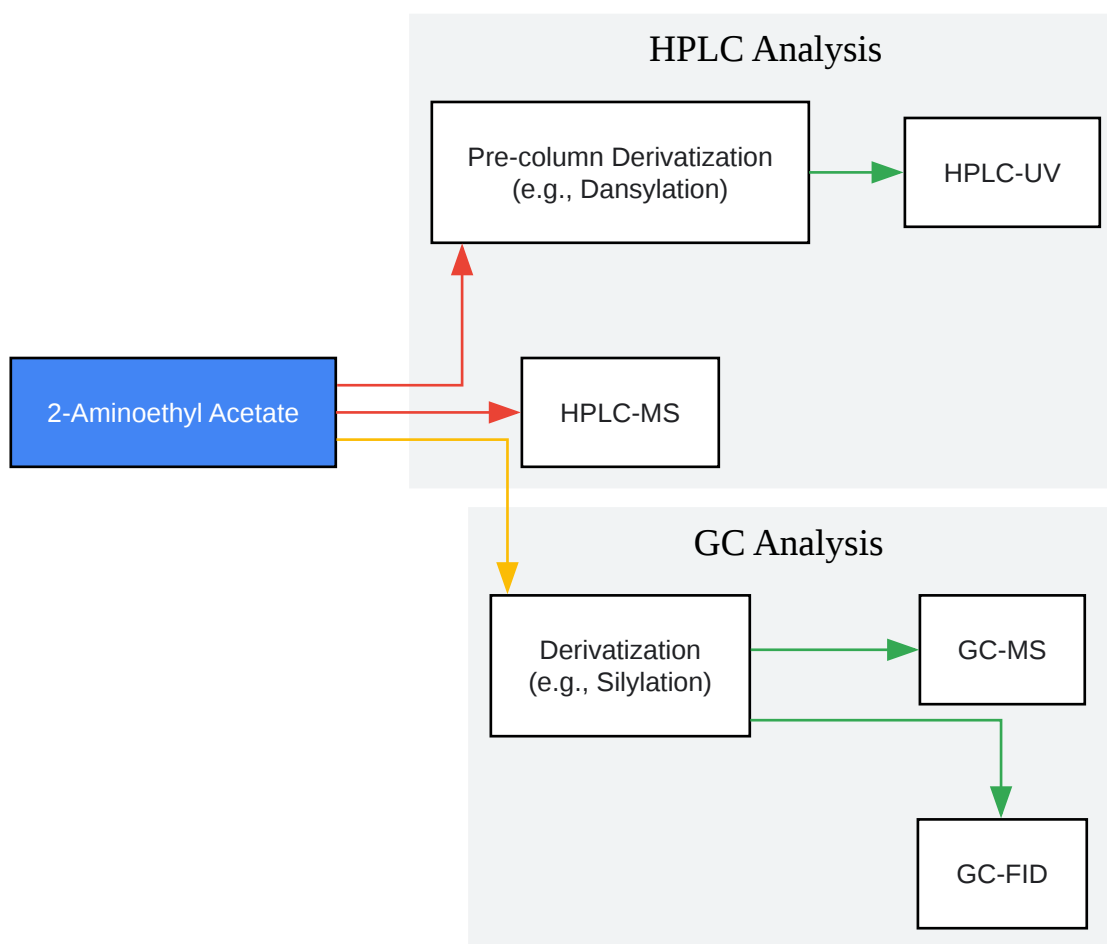 HPLC Analysis
Pre-column Derivatization
(e.g., Dansylation)
HPLC-UV
2-Aminoethyl Acetate
HPLC-MS
GC Analysis
Derivatization
(e.g., Silylation)
GC-MS
GC-FID